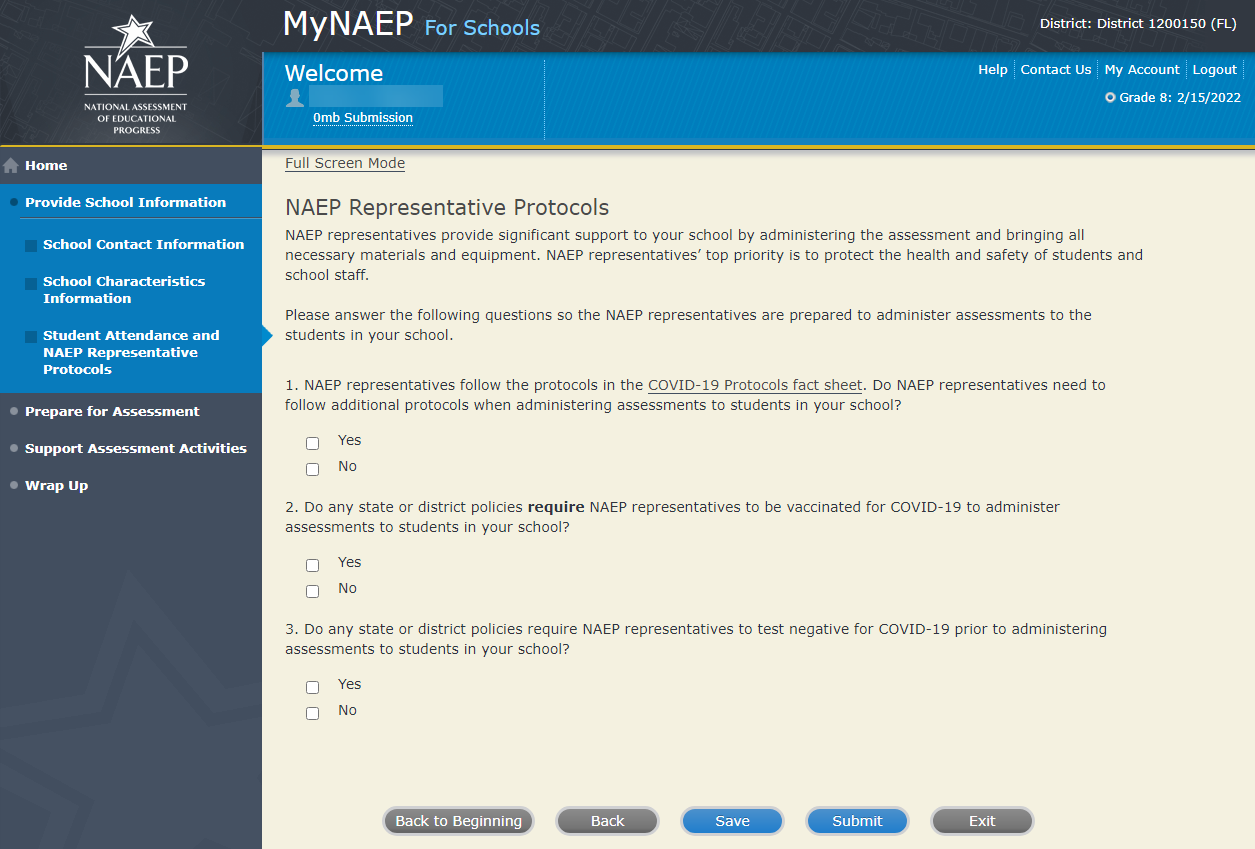 NAEP
NATIONAL ASSESSMENT
OF EDUCATIONAL
PROGRESS
MyNAEP For Schools
District: District 1200150 (FL)
Welcome
0mb Submission
Help Contact Us My Account Logout
Grade 8: 2/15/2022
Home
Provide School Information
School Contact Information
School Characteristics
Information
Student Attendance and
NAEP Representative
Protocols
Prepare for Assessment
Support Assessment Activities
Wrap Up
Full Screen Mode
NAEP Representative Protocols
NAEP representatives provide significant support to your school by administering the assessment and bringing all
necessary materials and equipment. NAEP representatives’ top priority is to protect the health and safety of students and
school staff.
Please answer the following questions so the NAEP representatives are prepared to administer assessments to the
students in your school.
1. NAEP representatives follow the protocols in the COVID-19 Protocols fact sheet. Do NAEP representatives need to
follow additional protocols when administering assessments to students in your school?
Yes
No
2. Do any state or district policies require NAEP representatives to be vaccinated for COVID-19 to administer
assessments to students in your school?
Yes
No
3. Do any state or district policies require NAEP representatives to test negative for COVID-19 prior to administering
assessments to students in your school?
Yes
No
Back to Beginning Back Save Submit Exit